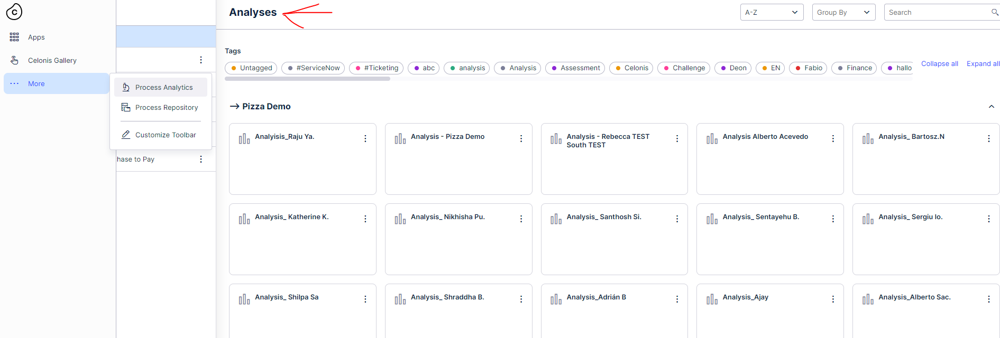 C
Apps
Celonis Gallery
More
Process Analytics
Process Repository
Customize Toolbar
hase to Pay
Analyses
A-Z
Group By
Search
Tags
Untagged
#ServiceNow
#Ticketing
abc
analysis
Analysis
Assessment
Celonis
Challenge
Deon
EN
Fabio
Finance
hallo
Collapse all
Expand all
Pizza Demo
Analyisis_Raju Ya.
Analysis - Pizza Demo
Analysis - Rebecca TEST
South TEST
Analysis Alberto Acevedo
Analysis_ Bartosz.N
Analysis_ Katherine K.
Analysis_ Nikhisha Pu.
Analysis_ Santhosh Si.
Analysis_ Sentayehu B.
Analysis_ Sergiu Io.
Analysis_ Shilpa Sa
Analysis_ Shraddha B.
Analysis_Adrián B
Analysis_Ajay
Analysis_Alberto Sac.